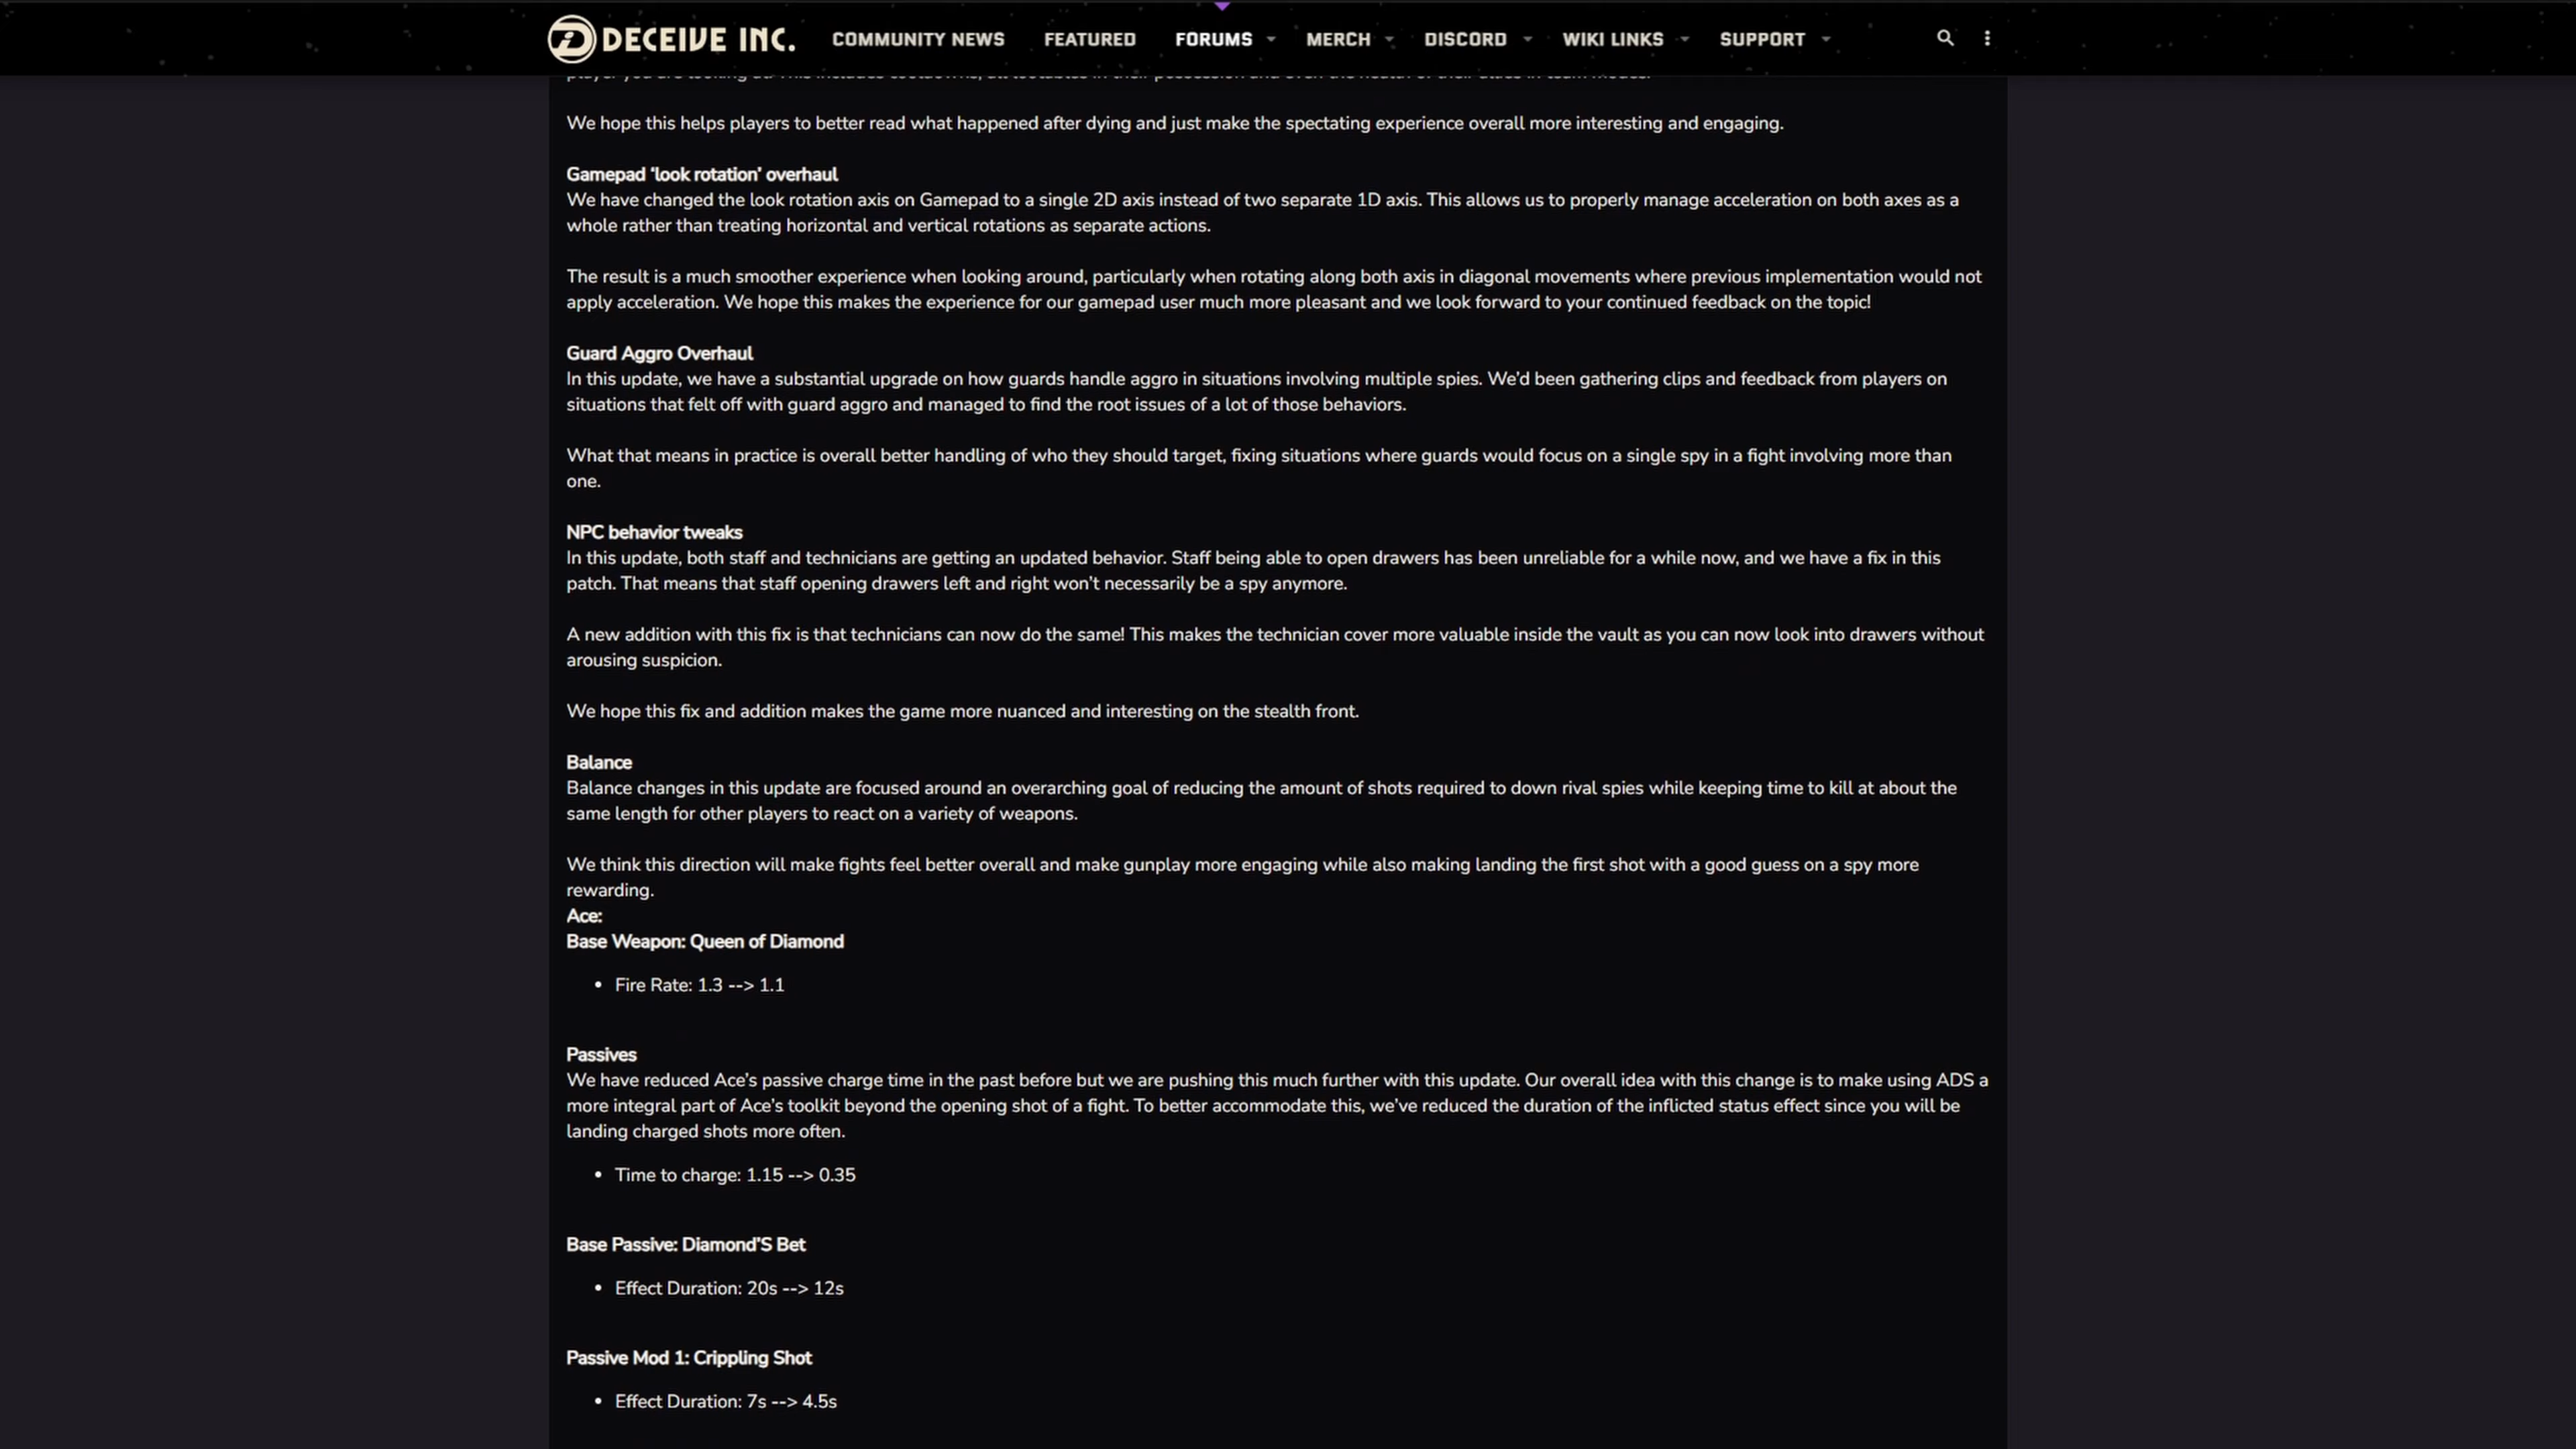 DECEIVE INC. COMMUNITY NEWS FEATURED FORUMS MERCH DISCORD WIKI LINKS SUPPORT
player you are looking at. This includes cooldowns, all lootables in their possession and even the health of their allies in team modes.
We hope this helps players to better read what happened after dying and just make the spectating experience overall more interesting and engaging.
Gamepad ‘look rotation’ overhaul
We have changed the look rotation axis on Gamepad to a single 2D axis instead of two separate 1D axis. This allows us to properly manage acceleration on both axes as a
whole rather than treating horizontal and vertical rotations as separate actions.
The result is a much smoother experience when looking around, particularly when rotating along both axis in diagonal movements where previous implementation would not
apply acceleration. We hope this makes the experience for our gamepad user much more pleasant and we look forward to your continued feedback on the topic!
Guard Aggro Overhaul
In this update, we have a substantial upgrade on how guards handle aggro in situations involving multiple spies. We’d been gathering clips and feedback from players on
situations that felt off with guard aggro and managed to find the root issues of a lot of those behaviors.
What that means in practice is overall better handling of who they should target, fixing situations where guards would focus on a single spy in a fight involving more than
one.
NPC behavior tweaks
In this update, both staff and technicians are getting an updated behavior. Staff being able to open drawers has been unreliable for a while now, and we have a fix in this
patch. That means that staff opening drawers left and right won’t necessarily be a spy anymore.
A new addition with this fix is that technicians can now do the same! This makes the technician cover more valuable inside the vault as you can now look into drawers without
arousing suspicion.
We hope this fix and addition makes the game more nuanced and interesting on the stealth front.
Balance
Balance changes in this update are focused around an overarching goal of reducing the amount of shots required to down rival spies while keeping time to kill at about the
same length for other players to react on a variety of weapons.
We think this direction will make fights feel better overall and make gunplay more engaging while also making landing the first shot with a good guess on a spy more
rewarding.
Ace:
Base Weapon: Queen of Diamond
• Fire Rate: 1.3 --> 1.1
Passives
We have reduced Ace’s passive charge time in the past before but we are pushing this much further with this update. Our overall idea with this change is to make using ADS a
more integral part of Ace’s toolkit beyond the opening shot of a fight. To better accommodate this, we’ve reduced the duration of the inflicted status effect since you will be
landing charged shots more often.
• Time to charge: 1.15 --> 0.35
Base Passive: Diamond’S Bet
• Effect Duration: 20s --> 12s
Passive Mod 1: Crippling Shot
• Effect Duration: 7s --> 4.5s